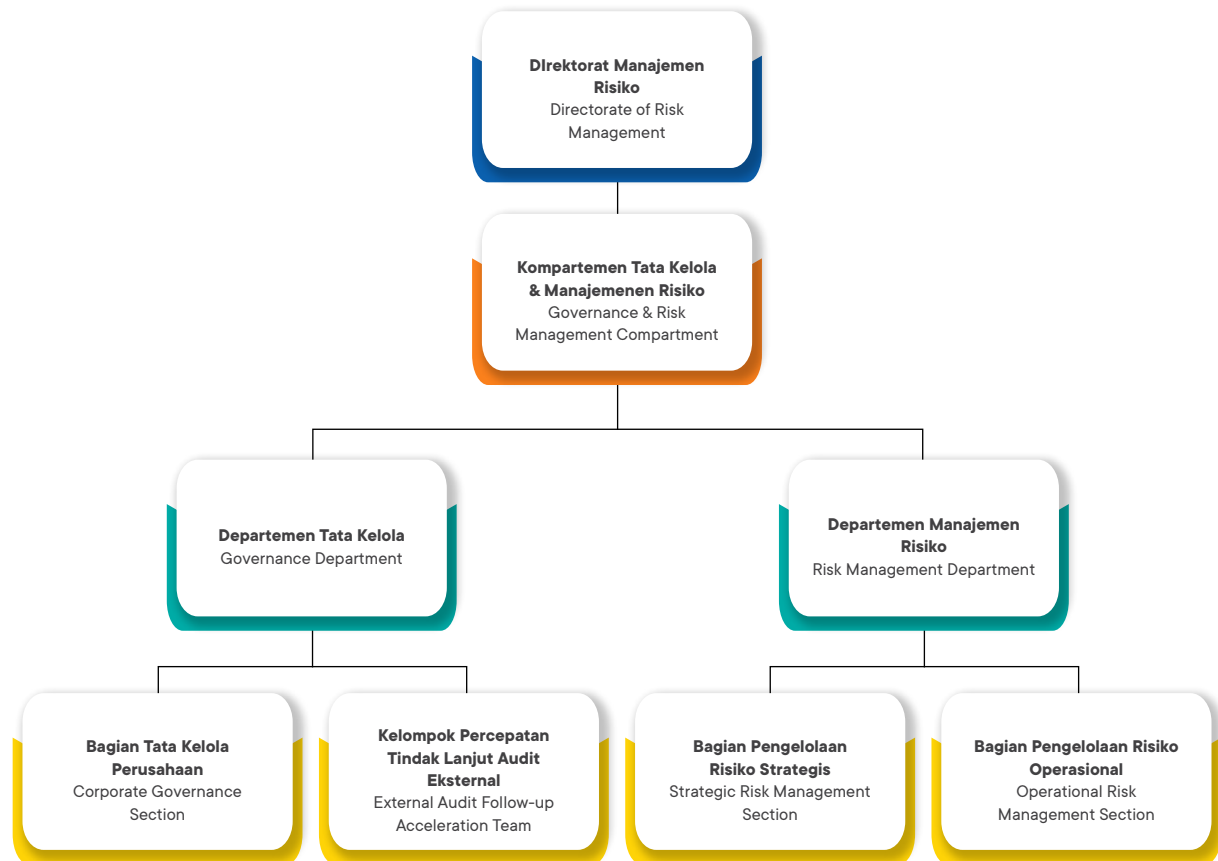 DIrektorat Manajemen
Risiko
Directorate of Risk
Management
Kompartemen Tata Kelola
& Manajemenen Risiko
Governance & Risk
Management Compartment
Departemen Tata Kelola
Governance Department
Departemen Manajemen
Risiko
Risk Management Department
Bagian Tata Kelola
Perusahaan
Corporate Governance
Section
Kelompok Percepatan
Tindak Lanjut Audit
Eksternal
External Audit Follow-up
Acceleration Team
Bagian Pengelolaan
Risiko Strategis
Strategic Risk Management
Section
Bagian Pengelolaan Risiko
Operasional
Operational Risk
Management Section